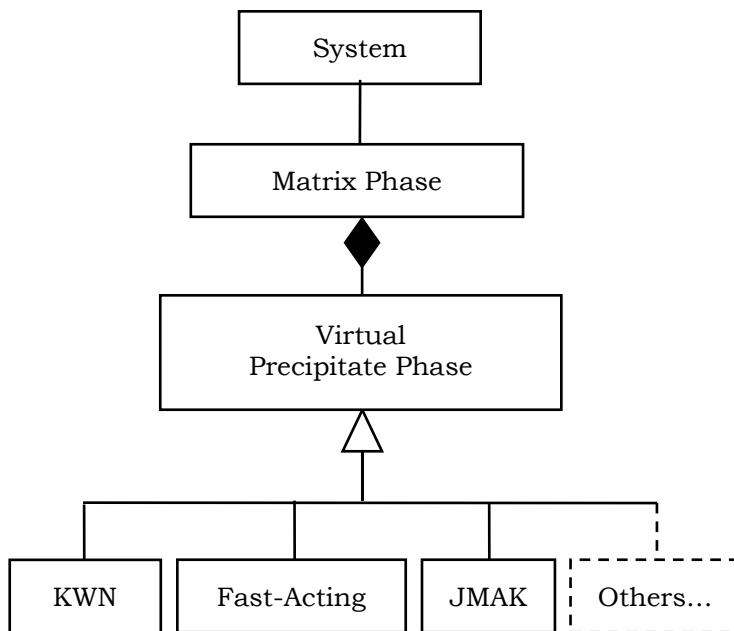 System
Matrix Phase
Virtual
Precipitate Phase
KWN
Fast-Acting
JMAK
Others…